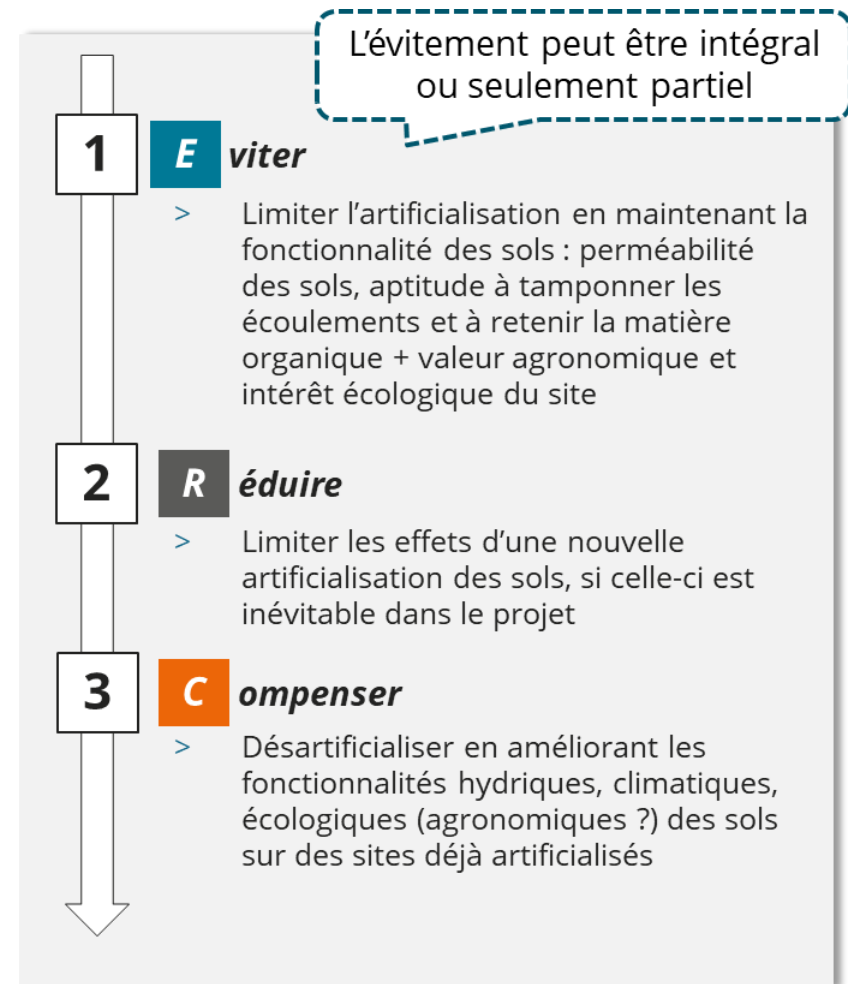 L'évitement peut être intégral
ou seulement partiel
1 E viter
> Limiter l'artificialisation en maintenant la
fonctionnalité des sols : perméabilité
des sols, aptitude à tamponner les
écoulements et à retenir la matière
organique + valeur agronomique et
intérêt écologique du site
2 R éduire
> Limiter les effets d'une nouvelle
artificialisation des sols, si celle-ci est
inévitable dans le projet
3 C ompenser
> Désartificialiser en améliorant les
fonctionnalités hydriques, climatiques,
écologiques (agronomiques ?) des sols
sur des sites déjà artificialisés